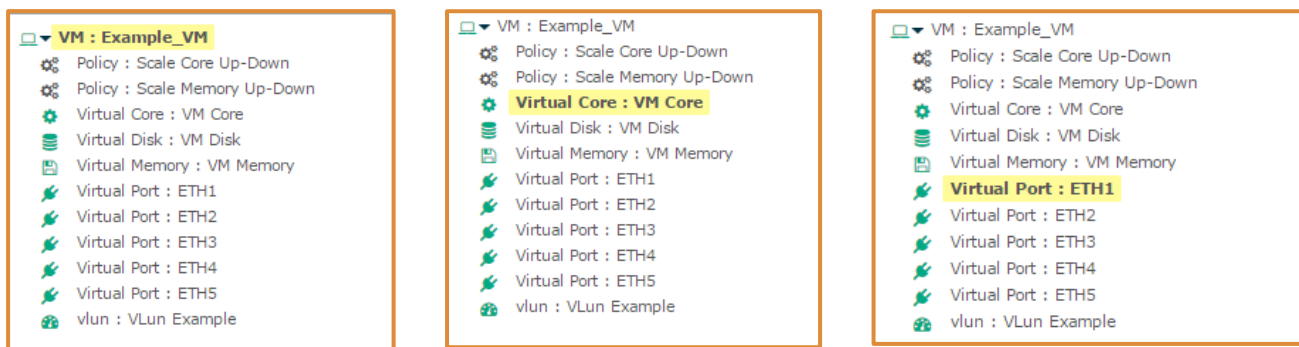 VM : Example_VM
Policy : Scale Core Up-Down
Policy : Scale Memory Up-Down
Virtual Core : VM Core
Virtual Disk : VM Disk
Virtual Memory : VM Memory
Virtual Port : ETH1
Virtual Port : ETH2
Virtual Port : ETH3
Virtual Port : ETH4
Virtual Port : ETH5
vlun : VLun Example
VM : Example_VM
Policy : Scale Core Up-Down
Policy : Scale Memory Up-Down
Virtual Core : VM Core
Virtual Disk : VM Disk
Virtual Memory : VM Memory
Virtual Port : ETH1
Virtual Port : ETH2
Virtual Port : ETH3
Virtual Port : ETH4
Virtual Port : ETH5
vlun : VLun Example
VM : Example_VM
Policy : Scale Core Up-Down
Policy : Scale Memory Up-Down
Virtual Core : VM Core
Virtual Disk : VM Disk
Virtual Memory : VM Memory
Virtual Port : ETH1
Virtual Port : ETH2
Virtual Port : ETH3
Virtual Port : ETH4
Virtual Port : ETH5
vlun : VLun Example